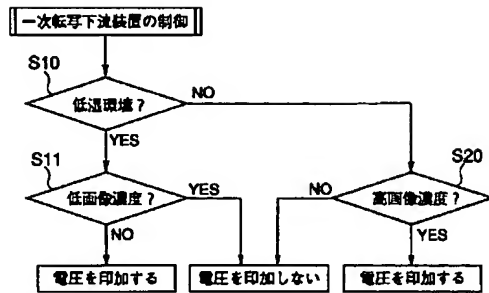 一次転写下流装置の制御
S10
低湿環境?
NO
YES
S11
S20
低画像濃度?
YES
NO
高画像濃度?
NO
YES
電圧を印加する
電圧を印加しない
電圧を印加する